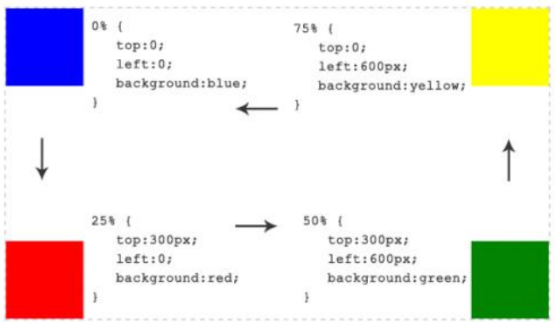 0% {
top:0;
left:0;
background:blue;
}
75% {
top:0;
left:600px;
background:yellow;
}
25% {
top:300px;
left:0;
background:red;
}
50% {
top:300px;
left:600px;
background:green;
}